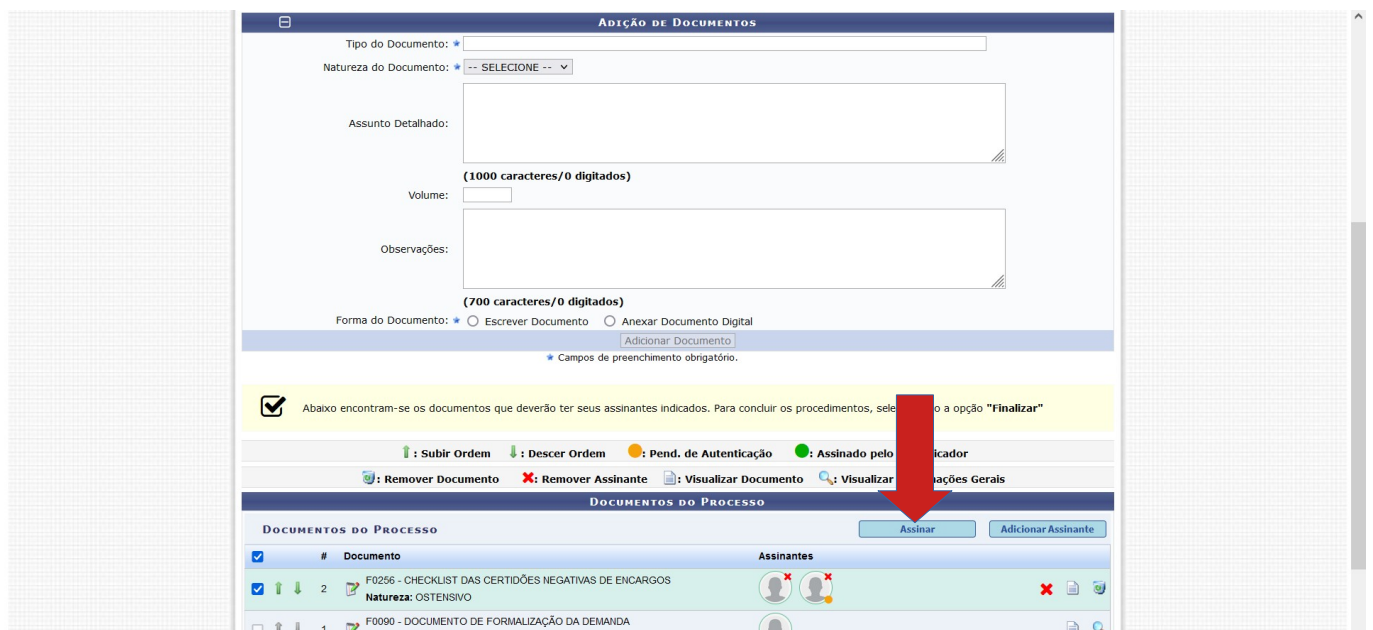 Adição de Documentos
Tipo do Documento:
Natureza do Documento: -- SELECIONE --
Assunto Detalhado:
(1000 caracteres/0 digitados)
Volume:
Observações:
(700 caracteres/0 digitados)
Forma do Documento: Escrever Documento Anexar Documento Digital
Adicionar Documento
Campos de preenchimento obrigatório.
Abaixo encontram-se os documentos que deverão ter seus assinantes indicados. Para concluir os procedimentos, o a opção "Finalizar"
: Subir Ordem : Descer Ordem : Pend. de Autenticação : Assinado pelo
: Remover Documento : Remover Assinante : Visualizar Documento : Visualizar Gerais
Documentos do Processo
Documentos do Processo Assinar Adicionar Assinante
# Documento Assinantes
2 F0256 - CHECKLIST DAS CERTIDÕES NEGATIVAS DE ENCARGOS
Natureza: OSTENSIVO
1 F0090 - DOCUMENTO DE FORMALIZAÇÃO DA DEMANDA